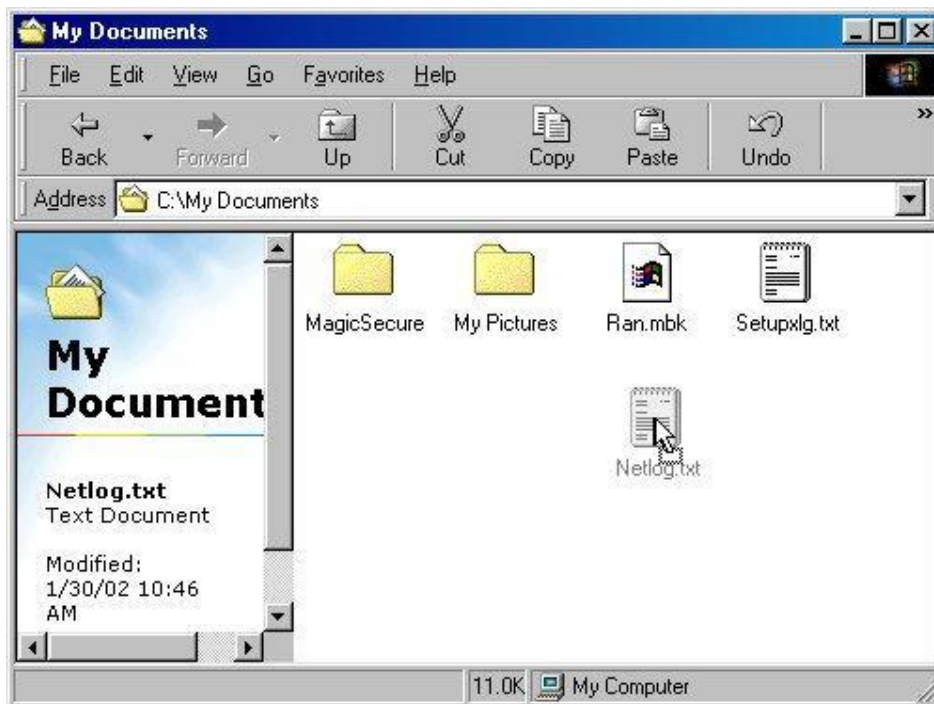 My Documents
File Edit View Go Favorites Help
Back Forward Up Cut Copy Paste Undo »
Address C:\My Documents
My
Document
Netlog.txt
Text Document
Modified:
1/30/02 10:46
AM
MagicSecure My Pictures Ran.mbk Setupxlg.txt
Netlog.txt
11.0K My Computer